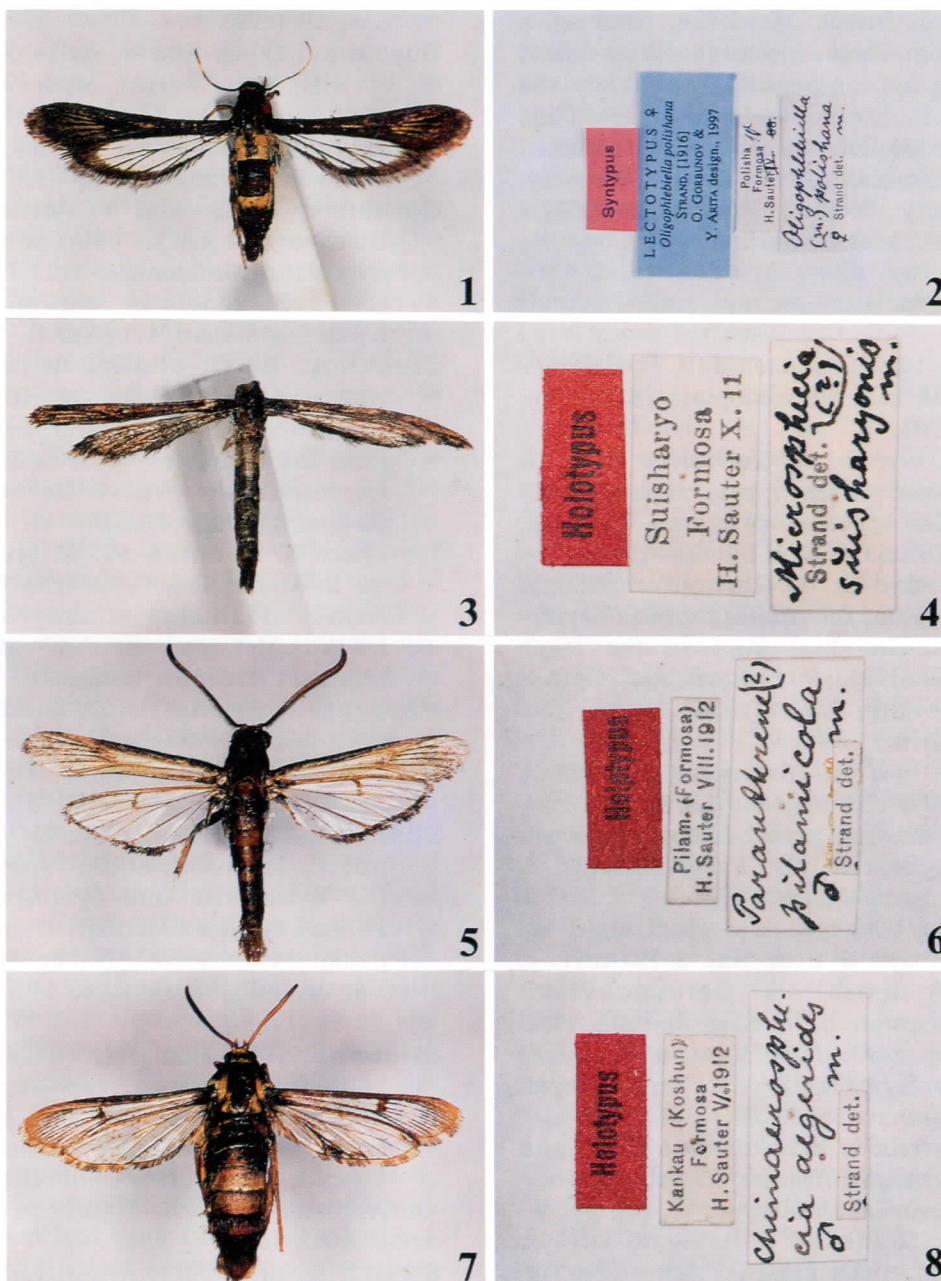 1
Syntypus
LECTOTYPUS ♀
Oligophlebiella polishana
STRAND, [1916]
O. GORBUNOV &
Y. ARITA design., 1997
Polisha
Formosa
H. Sauter IX.
Oligophlebiella
(m) polishana
♀ Strand det. m.
2
3
Holotypus
Suisharyo
Formosa
H. Sauter X. 11
Microsphecia
Strand det. (?)
suisharyonis
m
4
5
Holotypus
Pilam. (Formosa)
H. Sauter VIII. 1912
Paranthrene (?)
pilamicola
♂ m.
Strand det.
6
7
Holotypus
Kankau (Koshun)
Formosa
H. Sauter V. 1912
Chimaerosphe-
cia aegerides
♂ m.
Strand det.
8